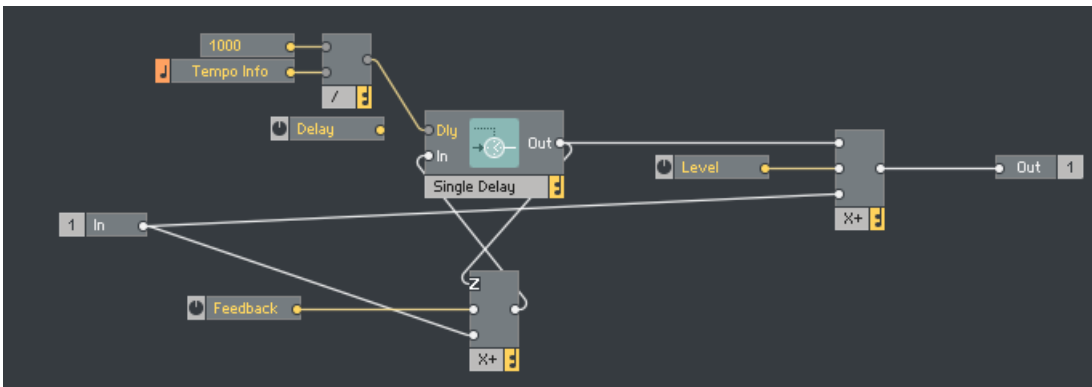 1000
Tempo Info
/
Delay
Dly
In
Out
Single Delay
Level
Out 1
X+
1 In
Z
Feedback
X+